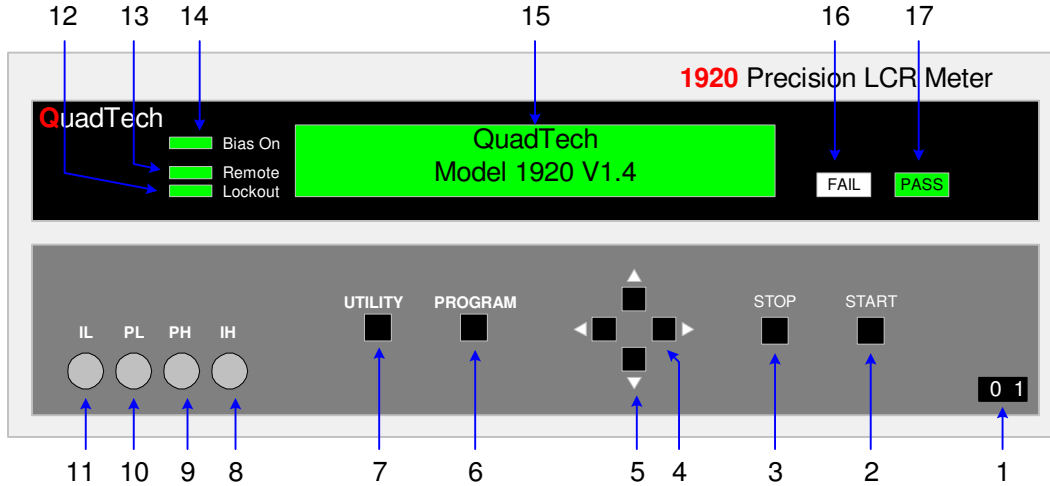 12 13 14 15 16 17
1920 Precision LCR Meter
QuadTech
Bias On
Remote
Lockout
QuadTech
Model 1920 V1.4
FAIL PASS
UTILITY PROGRAM STOP START
IL PL PH IH
0 1
11 10 9 8 7 6 5 4 3 2 1